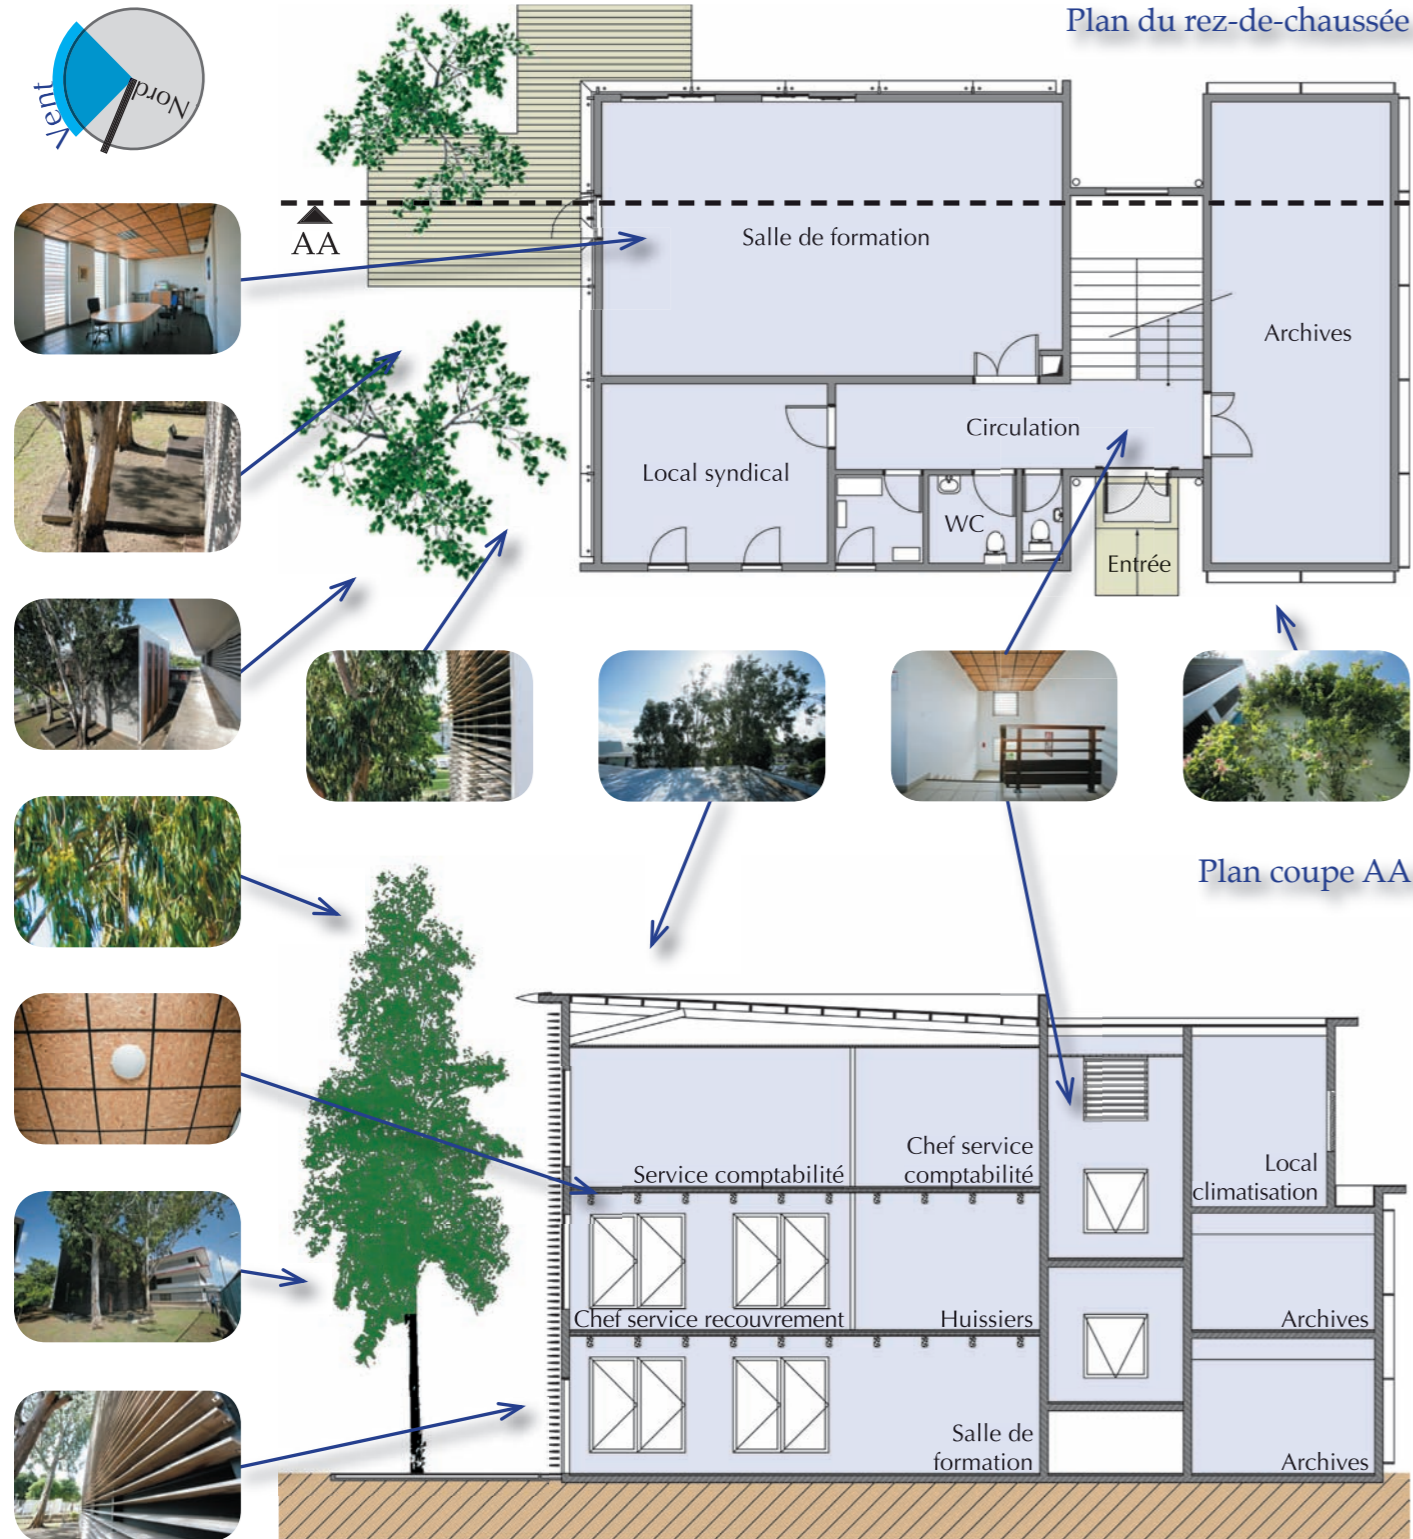 Plan du rez-de-chaussée
Nord
Vent
AA
Salle de formation
Archives
Circulation
Local syndical
WC
Entrée
Plan coupe AA
Service comptabilité
Chef service
comptabilité
Local
climatisation
Chef service recouvrement
Huissiers
Archives
Salle de
formation
Archives